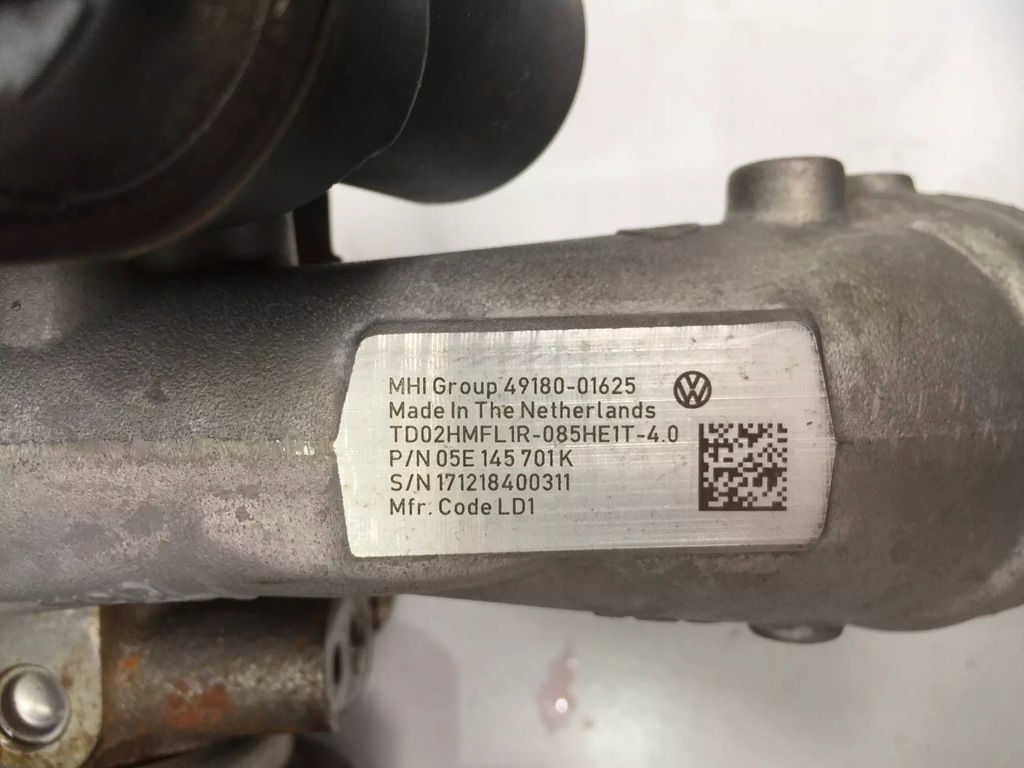 MHI Group 49180-01625
Made In The Netherlands
TD02HMFL1R-085HE1T-4.0
P/N 05E 145 701 K
S/N 171218400311
Mfr. Code LD1